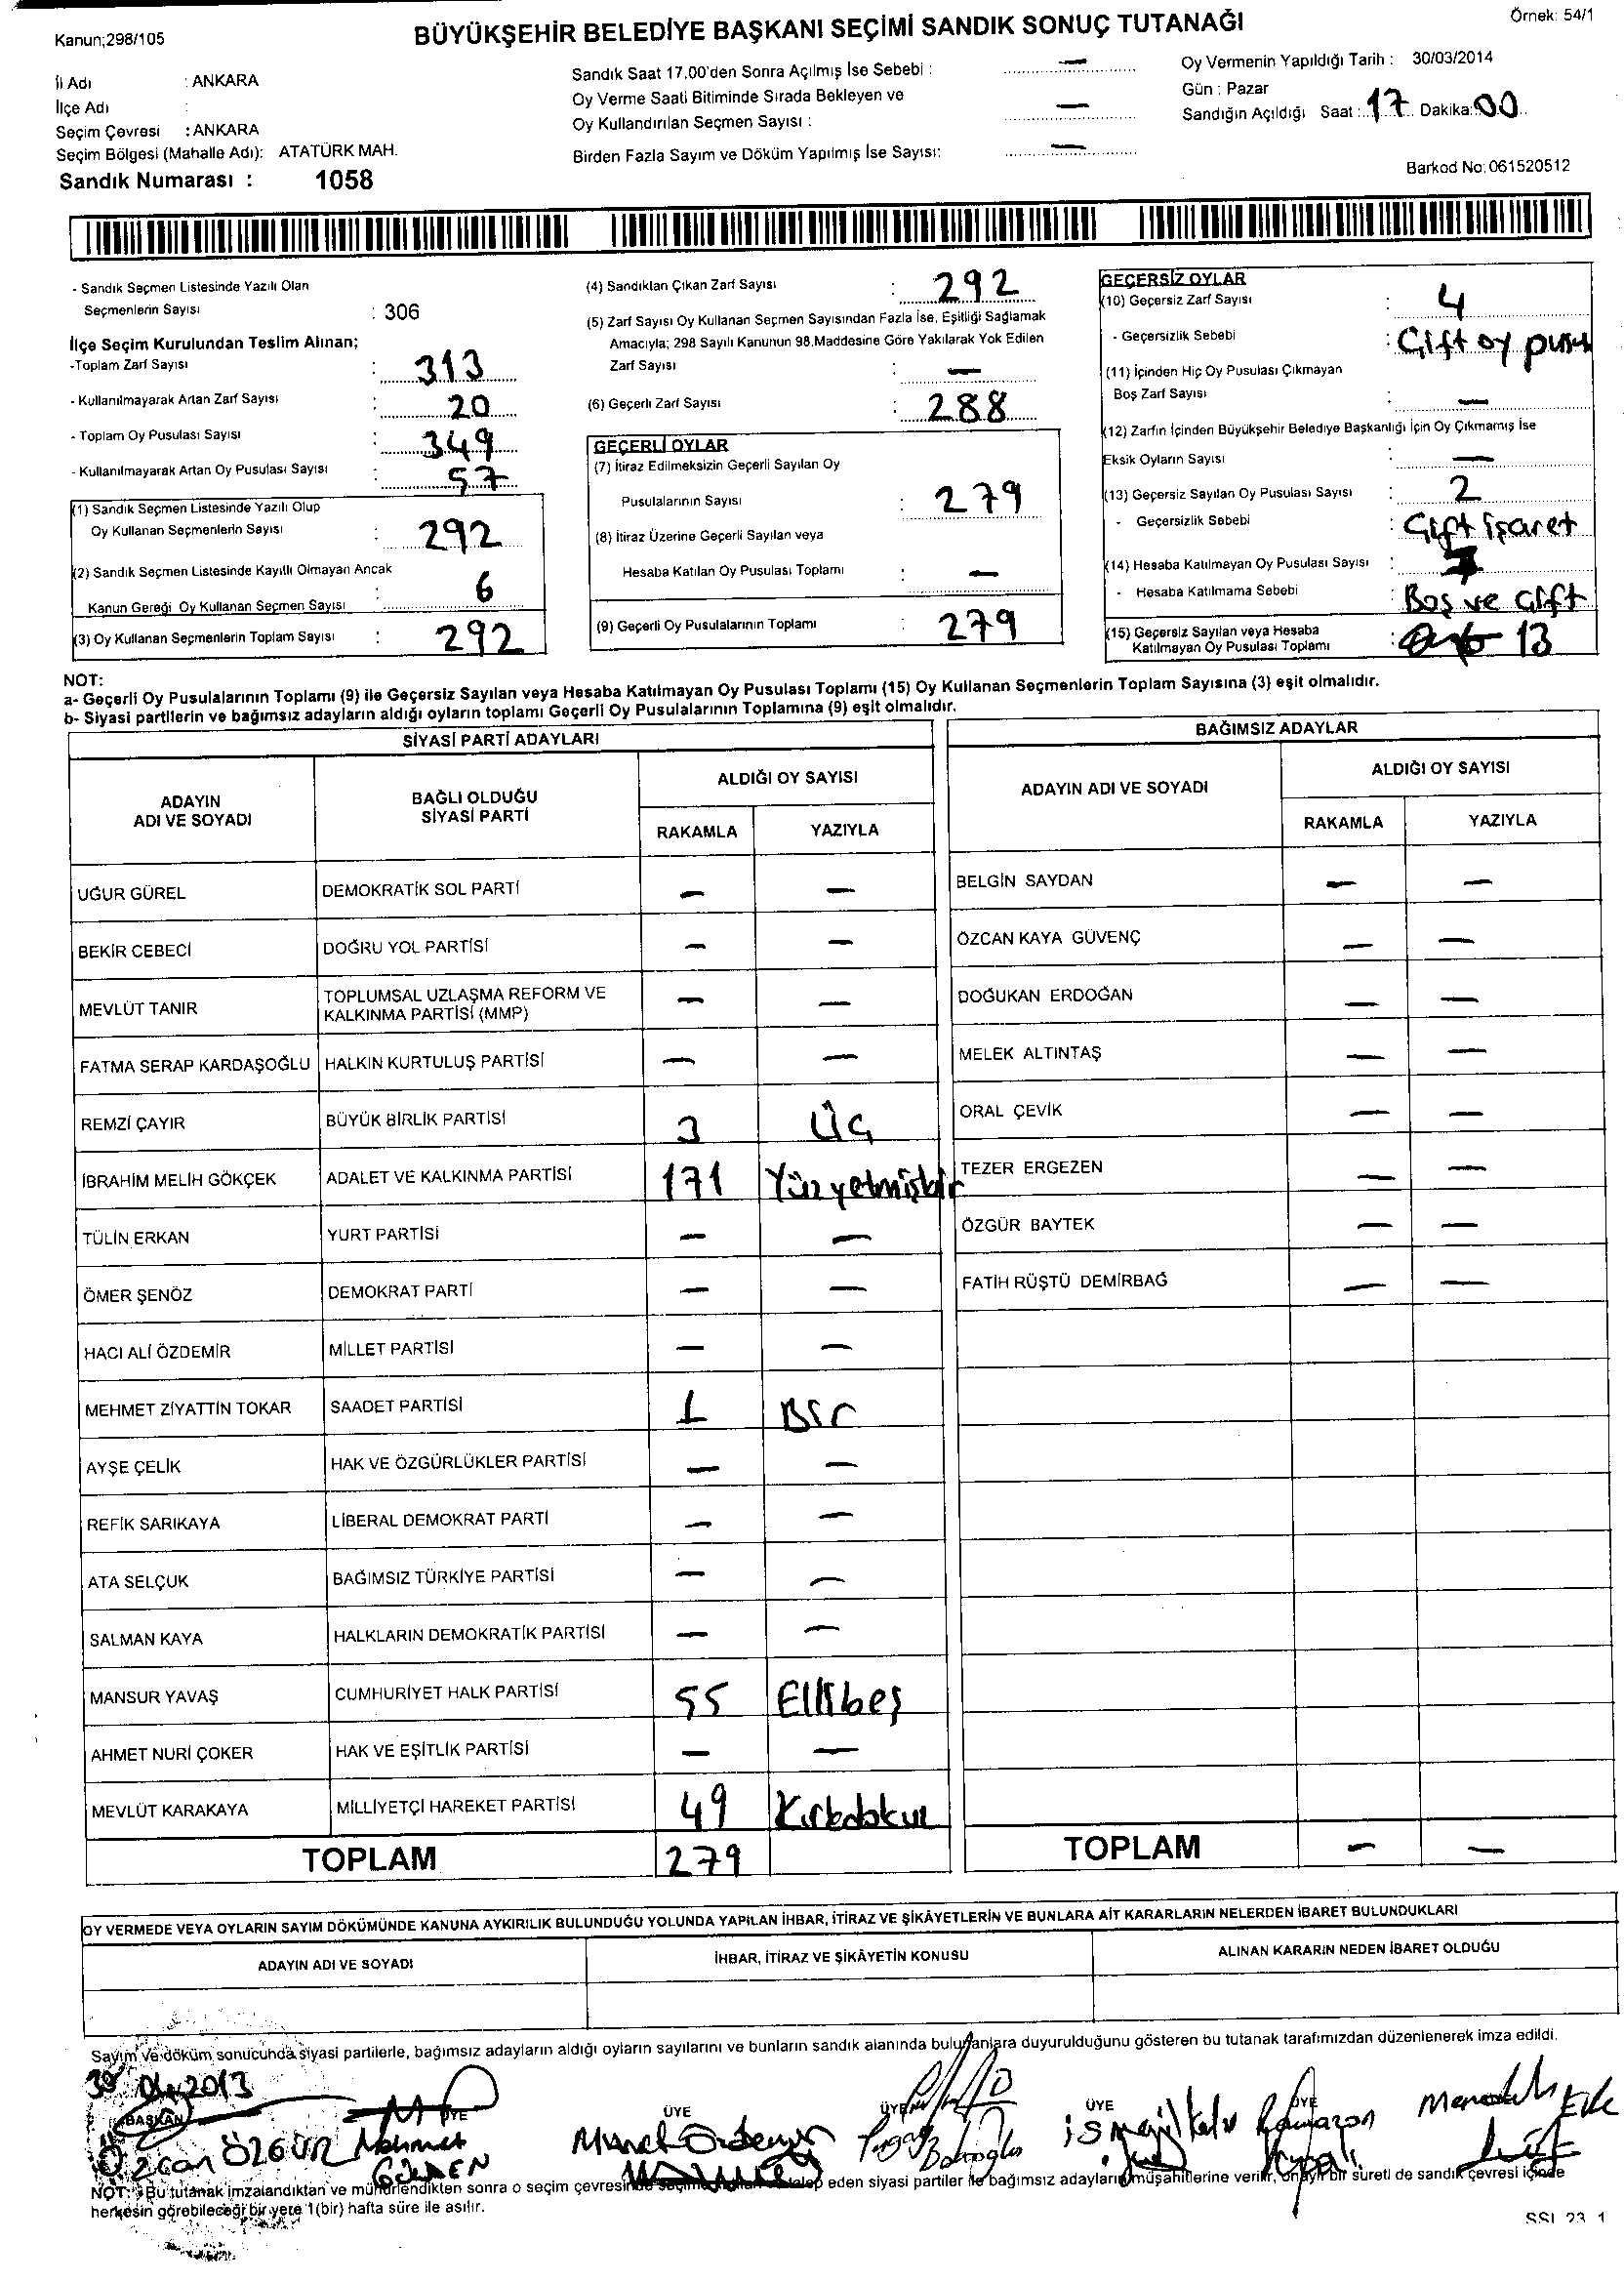 Kanun;298/105
BÜYÜKŞEHİR BELEDİYE BAŞKANI SEÇİMİ SANDIK SONUÇ TUTANAĞI
Örnek: 54/1
İl Adı : ANKARA
İlçe Adı :
Seçim Çevresi : ANKARA
Seçim Bölgesi (Mahalle Adı): ATATÜRK MAH.
Sandık Numarası : 1058
Sandık Saat 17.00'den Sonra Açılmış İse Sebebi : —
Oy Verme Saati Bitiminde Sırada Bekleyen ve
Oy Kullandırılan Seçmen Sayısı : —
Birden Fazla Sayım ve Döküm Yapılmış İse Sayısı: —
Oy Vermenin Yapıldığı Tarih : 30/03/2014
Gün : Pazar
Sandığın Açıldığı Saat : 17 Dakika: 00
Barkod No: 061520512
- Sandık Seçmen Listesinde Yazılı Olan
Seçmenlerin Sayısı : 306
İlçe Seçim Kurulundan Teslim Alınan;
-Toplam Zarf Sayısı : 313
- Kullanılmayarak Artan Zarf Sayısı : 20
- Toplam Oy Pusulası Sayısı : 349
- Kullanılmayarak Artan Oy Pusulası Sayısı : 57
(1) Sandık Seçmen Listesinde Yazılı Olup
Oy Kullanan Seçmenlerin Sayısı : 292
(2) Sandık Seçmen Listesinde Kayıtlı Olmayan Ancak
Kanun Gereği Oy Kullanan Seçmen Sayısı : 6
(3) Oy Kullanan Seçmenlerin Toplam Sayısı : 292
(4) Sandıktan Çıkan Zarf Sayısı : 292
(5) Zarf Sayısı Oy Kullanan Seçmen Sayısından Fazla İse, Eşitliği Sağlamak
Amacıyla; 298 Sayılı Kanunun 98.Maddesine Göre Yakılarak Yok Edilen
Zarf Sayısı : —
(6) Geçerli Zarf Sayısı : 288
GEÇERLİ OYLAR
(7) İtiraz Edilmeksizin Geçerli Sayılan Oy
Pusulalarının Sayısı : 279
(8) İtiraz Üzerine Geçerli Sayılan veya
Hesaba Katılan Oy Pusulası Toplamı : —
(9) Geçerli Oy Pusulalarının Toplamı : 279
GEÇERSİZ OYLAR
(10) Geçersiz Zarf Sayısı : 4
- Geçersizlik Sebebi : Çift oy pusu
(11) İçinden Hiç Oy Pusulası Çıkmayan
Boş Zarf Sayısı : —
(12) Zarfın İçinden Büyükşehir Belediye Başkanlığı İçin Oy Çıkmamış İse
Eksik Oyların Sayısı : —
(13) Geçersiz Sayılan Oy Pusulası Sayısı : 2
- Geçersizlik Sebebi : Çift işaret
(14) Hesaba Katılmayan Oy Pusulası Sayısı : 7
- Hesaba Katılmama Sebebi : Boş ve Çift
(15) Geçersiz Sayılan veya Hesaba
Katılmayan Oy Pusulası Toplamı : 13
NOT:
a- Geçerli Oy Pusulalarının Toplamı (9) ile Geçersiz Sayılan veya Hesaba Katılmayan Oy Pusulası Toplamı (15) Oy Kullanan Seçmenlerin Toplam Sayısına (3) eşit olmalıdır.
b- Siyasi partilerin ve bağımsız adayların aldığı oyların toplamı Geçerli Oy Pusulalarının Toplamına (9) eşit olmalıdır.
SİYASİ PARTİ ADAYLARI
ADAYIN ADI VE SOYADI
BAĞLI OLDUĞU SİYASİ PARTİ
ALDIĞI OY SAYISI
RAKAMLA YAZIYLA
UĞUR GÜREL DEMOKRATİK SOL PARTİ — —
BEKİR CEBECİ DOĞRU YOL PARTİSİ — —
MEVLÜT TANIR TOPLUMSAL UZLAŞMA REFORM VE KALKINMA PARTİSİ (MMP) — —
FATMA SERAP KARDAŞOĞLU HALKIN KURTULUŞ PARTİSİ — —
REMZİ ÇAYIR BÜYÜK BİRLİK PARTİSİ 3 Üç
İBRAHİM MELİH GÖKÇEK ADALET VE KALKINMA PARTİSİ 171 Yüzyetmişbir
TÜLİN ERKAN YURT PARTİSİ — —
ÖMER ŞENÖZ DEMOKRAT PARTİ — —
HACI ALİ ÖZDEMİR MİLLET PARTİSİ — —
MEHMET ZİYATTİN TOKAR SAADET PARTİSİ 1 Bir
AYŞE ÇELİK HAK VE ÖZGÜRLÜKLER PARTİSİ — —
REFİK SARIKAYA LİBERAL DEMOKRAT PARTİ — —
ATA SELÇUK BAĞIMSIZ TÜRKİYE PARTİSİ — —
SALMAN KAYA HALKLARIN DEMOKRATİK PARTİSİ — —
MANSUR YAVAŞ CUMHURİYET HALK PARTİSİ 55 Ellibeş
AHMET NURİ ÇOKER HAK VE EŞİTLİK PARTİSİ — —
MEVLÜT KARAKAYA MİLLİYETÇİ HAREKET PARTİSİ 49 Kırkdokuz
TOPLAM 279
BAĞIMSIZ ADAYLAR
ADAYIN ADI VE SOYADI
ALDIĞI OY SAYISI
RAKAMLA YAZIYLA
BELGİN SAYDAN — —
ÖZCAN KAYA GÜVENÇ — —
DOĞUKAN ERDOĞAN — —
MELEK ALTINTAŞ — —
ORAL ÇEVİK — —
TEZER ERGEZEN — —
ÖZGÜR BAYTEK — —
FATİH RÜŞTÜ DEMİRBAĞ — —
TOPLAM — —
OY VERMEDE VEYA OYLARIN SAYIM DÖKÜMÜNDE KANUNA AYKIRILIK BULUNDUĞU YOLUNDA YAPILAN İHBAR, İTİRAZ VE ŞİKÂYETLERİN VE BUNLARA AİT KARARLARIN NELERDEN İBARET BULUNDUKLARI
ADAYIN ADI VE SOYADI
İHBAR, İTİRAZ VE ŞİKÂYETİN KONUSU
ALINAN KARARIN NEDEN İBARET OLDUĞU
Sayım ve döküm sonucunda siyasi partilerle, bağımsız adayların aldığı oyların sayılarını ve bunların sandık alanında bulunanlara duyurulduğunu gösteren bu tutanak tarafımızdan düzenlenerek imza edildi.
2013
BAŞKAN ÜYE ÜYE ÜYE ÜYE ÜYE
Özcan ÖZGÜR Mehmet
İsmail Ramazan
NOT: Bu tutanak imzalandıktan ve mühürlendikten sonra o seçim çevresinde talep eden siyasi partiler ile bağımsız adayların müşahitlerine verilir, onaylı bir sureti de sandık çevresi içinde
herkesin görebileceği bir yere 1(bir) hafta süre ile asılır.